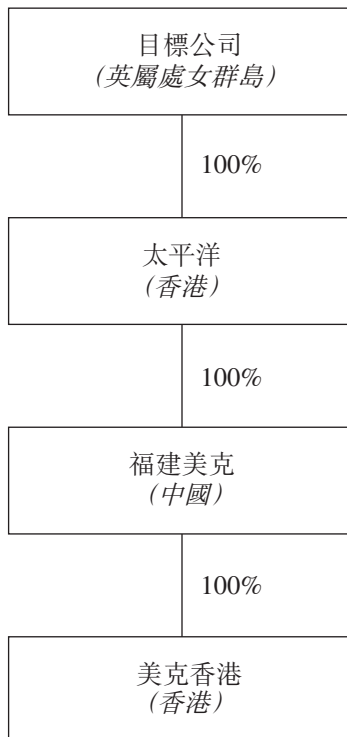 目標公司
(英屬處女群島)
100%
太平洋
(香港)
100%
福建美克
(中國)
100%
美克香港
(香港)